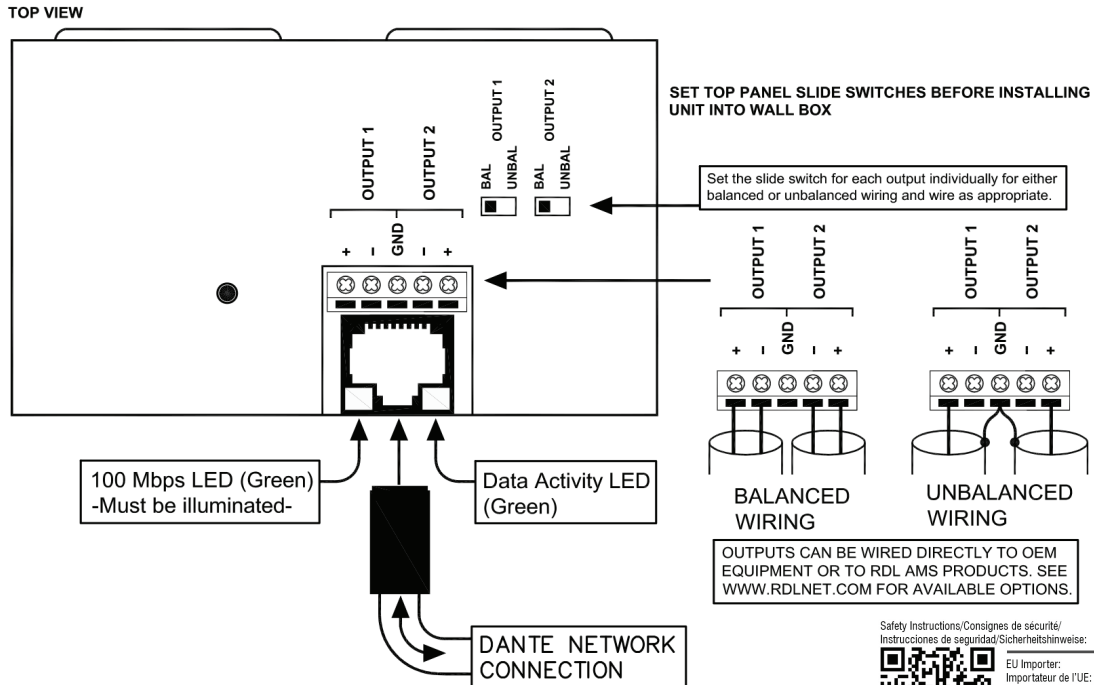 TOP VIEW
SET TOP PANEL SLIDE SWITCHES BEFORE INSTALLING
UNIT INTO WALL BOX
OUTPUT 1
OUTPUT 2
BAL
OUTPUT 1
UNBAL
BAL
OUTPUT 2
UNBAL
Set the slide switch for each output individually for either
balanced or unbalanced wiring and wire as appropriate.
+ - GND - +
OUTPUT 1
OUTPUT 2
+ - GND - +
OUTPUT 1
OUTPUT 2
+ - GND - +
100 Mbps LED (Green)
-Must be illuminated-
Data Activity LED
(Green)
BALANCED
WIRING
UNBALANCED
WIRING
OUTPUTS CAN BE WIRED DIRECTLY TO OEM
EQUIPMENT OR TO RDL AMS PRODUCTS. SEE
WWW.RDLNET.COM FOR AVAILABLE OPTIONS.
DANTE NETWORK
CONNECTION
Safety Instructions/Consignes de sécurité/
Instrucciones de seguridad/Sicherheitshinweise:
EU Importer:
Importateur de l'UE: